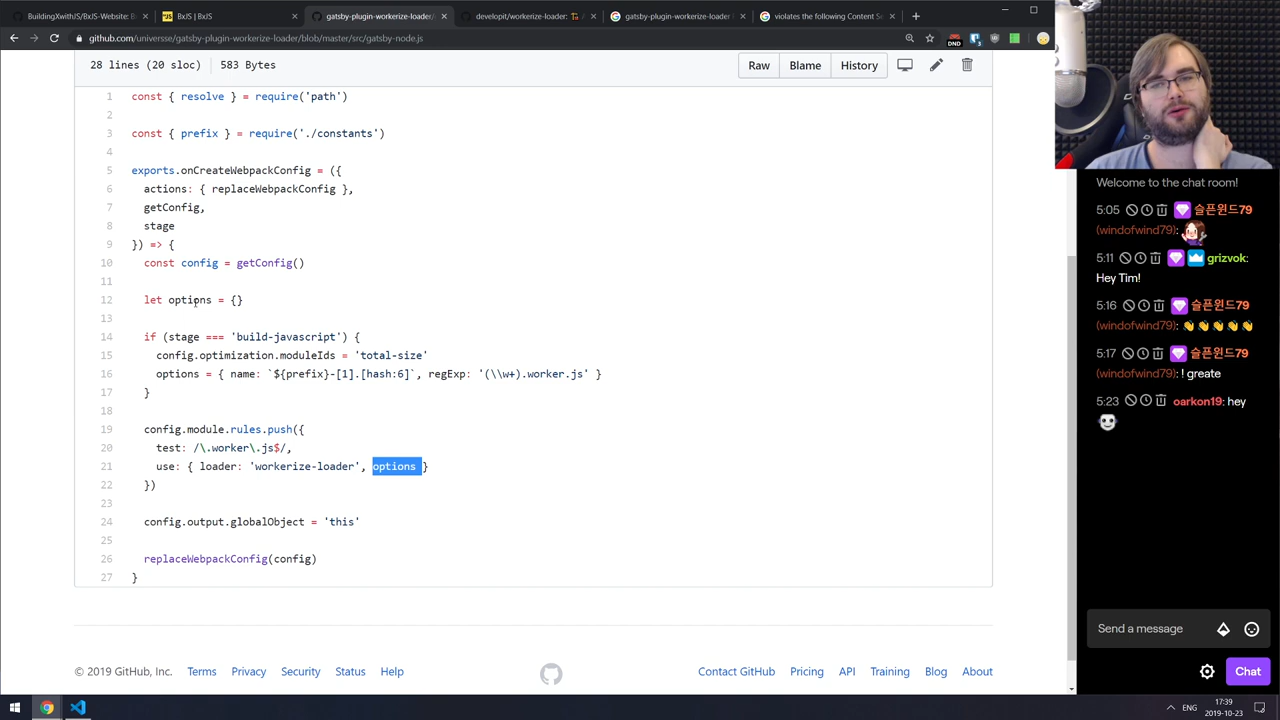 BuildingXwithJS/BxJS-Website: B
BxJS | BxJS
gatsby-plugin-workerize-loader/
developit/workerize-loader:
gatsby-plugin-workerize-loader
violates the following Content Se
github.com/universse/gatsby-plugin-workerize-loader/blob/master/src/gatsby-node.js
DND
28 lines (20 sloc) 583 Bytes
Raw Blame History
1 const { resolve } = require('path')
2
3 const { prefix } = require('./constants')
4
5 exports.onCreateWebpackConfig = ({
6 actions: { replaceWebpackConfig },
7 getConfig,
8 stage
9 }) => {
10 const config = getConfig()
11
12 let options = {}
13
14 if (stage === 'build-javascript') {
15 config.optimization.moduleIds = 'total-size'
16 options = { name: `${prefix}-[1].[hash:6]`, regExp: '(\\w+).worker.js' }
17 }
18
19 config.module.rules.push({
20 test: /\.worker\.js$/,
21 use: { loader: 'workerize-loader', options }
22 })
23
24 config.output.globalObject = 'this'
25
26 replaceWebpackConfig(config)
27 }
© 2019 GitHub, Inc. Terms Privacy Security Status Help
Contact GitHub Pricing API Training Blog About
Welcome to the chat room!
5:05 슬픈윈드79
(windofwind79):
5:11 grizvok:
Hey Tim!
5:16 슬픈윈드79
(windofwind79): 👏👏👏👏👏
5:17 슬픈윈드79
(windofwind79): ! greate
5:23 oarkon19: hey
Send a message
Chat
ENG
17:39
2019-10-23